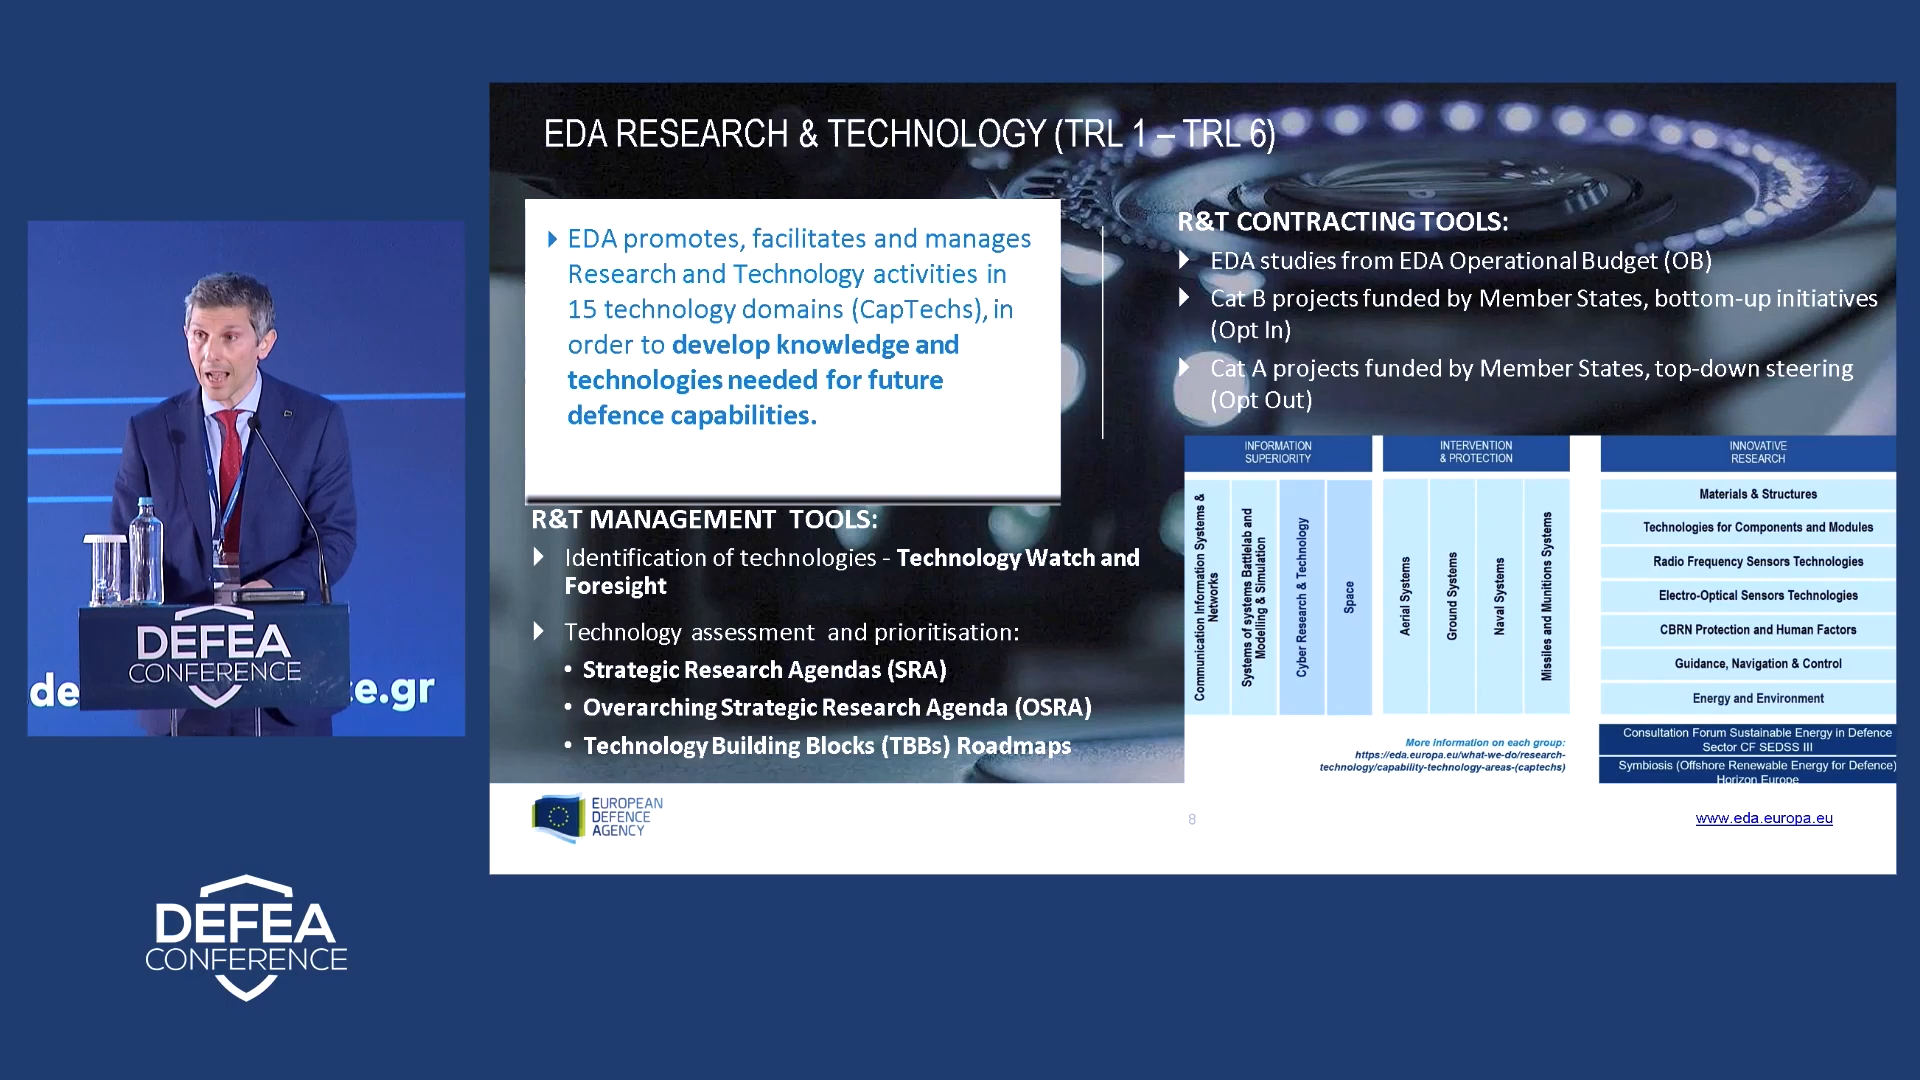 EDA RESEARCH & TECHNOLOGY (TRL 1 – TRL 6)
EDA promotes, facilitates and manages
Research and Technology activities in
15 technology domains (CapTechs), in
order to develop knowledge and
technologies needed for future
defence capabilities.
R&T MANAGEMENT TOOLS:
Identification of technologies - Technology Watch and
Foresight
Technology assessment and prioritisation:
• Strategic Research Agendas (SRA)
• Overarching Strategic Research Agenda (OSRA)
• Technology Building Blocks (TBBs) Roadmaps
R&T CONTRACTING TOOLS:
EDA studies from EDA Operational Budget (OB)
Cat B projects funded by Member States, bottom-up initiatives
(Opt In)
Cat A projects funded by Member States, top-down steering
(Opt Out)
INFORMATION
SUPERIORITY
Communication Information Systems &
Networks
Systems of systems Battlelab and
Modelling & Simulation
Cyber Research & Technology
Space
INTERVENTION
& PROTECTION
Aerial Systems
Ground Systems
Naval Systems
Missiles and Munitions Systems
INNOVATIVE
RESEARCH
Materials & Structures
Technologies for Components and Modules
Radio Frequency Sensors Technologies
Electro-Optical Sensors Technologies
CBRN Protection and Human Factors
Guidance, Navigation & Control
Energy and Environment
Consultation Forum Sustainable Energy in Defence
Sector CF SEDSS III
Symbiosis (Offshore Renewable Energy for Defence)
Horizon Europe
More information on each group:
https://eda.europa.eu/what-we-do/research-
technology/capability-technology-areas-(captechs)
EUROPEAN
DEFENCE
AGENCY
8
www.eda.europa.eu
DEFEA
CONFERENCE
de
e.gr
DEFEA
CONFERENCE